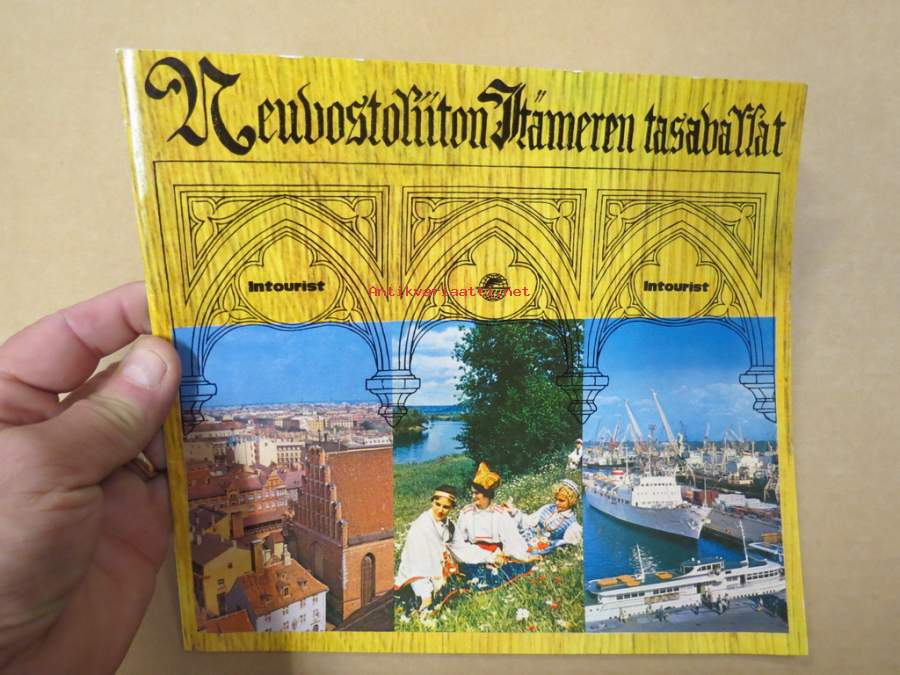 Neuvostoliiton Itämeren tasavallat
Intourist
Antikvariaatti.net
Intourist